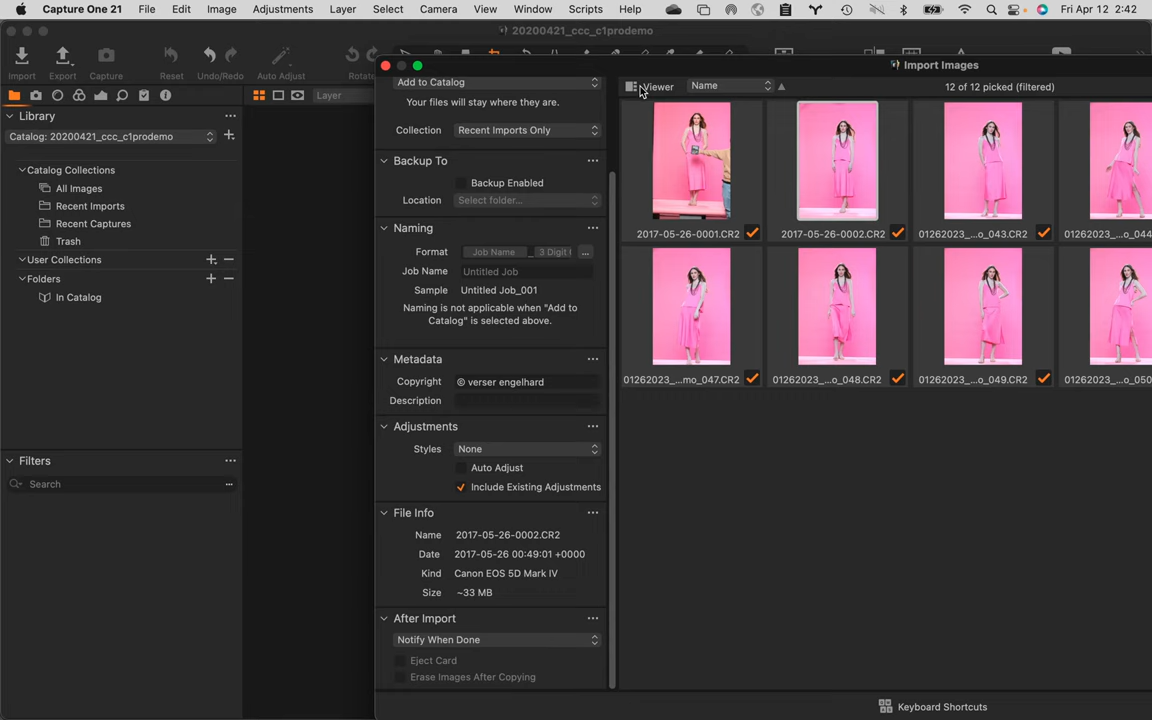 Capture One 21 File Edit Image Adjustments Layer Select Camera View Window Scripts Help Fri Apr 12 2:42
20200421_ccc_c1prodemo
Import Export Capture Reset Undo/Redo Auto Adjust Rotate
Import Images
Layer
Library
Catalog: 20200421_ccc_c1prodemo
Catalog Collections
All Images
Recent Imports
Recent Captures
Trash
User Collections
Folders
In Catalog
Filters
Search
Add to Catalog
Your files will stay where they are.
Collection Recent Imports Only
Backup To
Backup Enabled
Location Select folder...
Naming
Format Job Name _ 3 Digit ...
Job Name Untitled Job
Sample Untitled Job_001
Naming is not applicable when "Add to
Catalog" is selected above.
Metadata
Copyright © verser engelhard
Description
Adjustments
Styles None
Auto Adjust
Include Existing Adjustments
File Info
Name 2017-05-26-0002.CR2
Date 2017-05-26 00:49:01 +0000
Kind Canon EOS 5D Mark IV
Size ~33 MB
After Import
Notify When Done
Eject Card
Erase Images After Copying
Viewer Name 12 of 12 picked (filtered)
2017-05-26-0001.CR2 2017-05-26-0002.CR2 01262023_...o_043.CR2 01262023_...o_044
01262023_...mo_047.CR2 01262023_...o_048.CR2 01262023_...o_049.CR2 01262023_...o_050
Keyboard Shortcuts